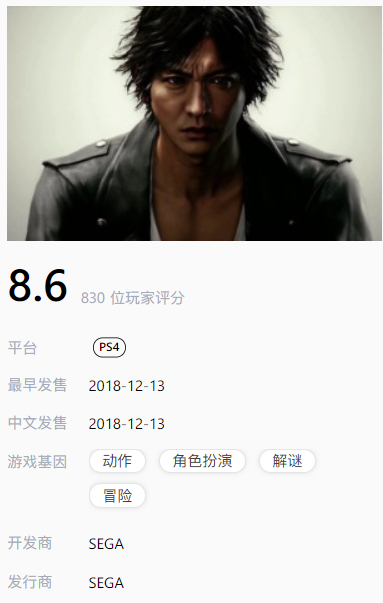 8.6 830 位玩家评分
平台 PS4
最早发售 2018-12-13
中文发售 2018-12-13
游戏基因 动作 角色扮演 解谜
冒险
开发商 SEGA
发行商 SEGA